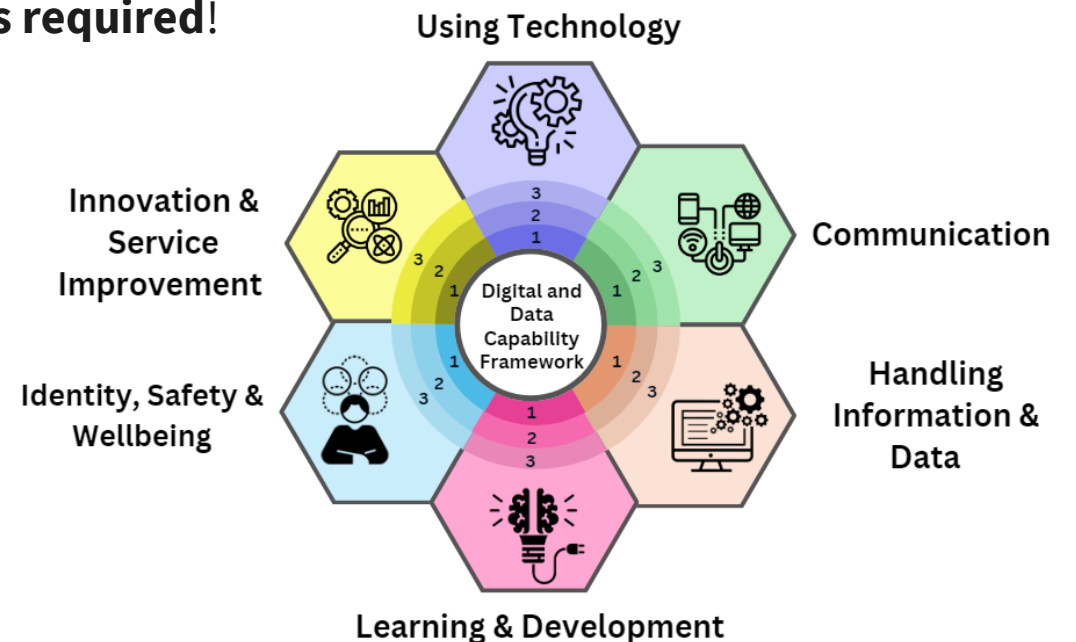 s required!
Using Technology
3
2
1
Innovation &
Service
Improvement
3
2
1
Communication
3
2
1
Digital and
Data
Capability
Framework
Identity, Safety &
Wellbeing
1
2
3
Handling
Information &
Data
1
2
3
1
2
3
Learning & Development